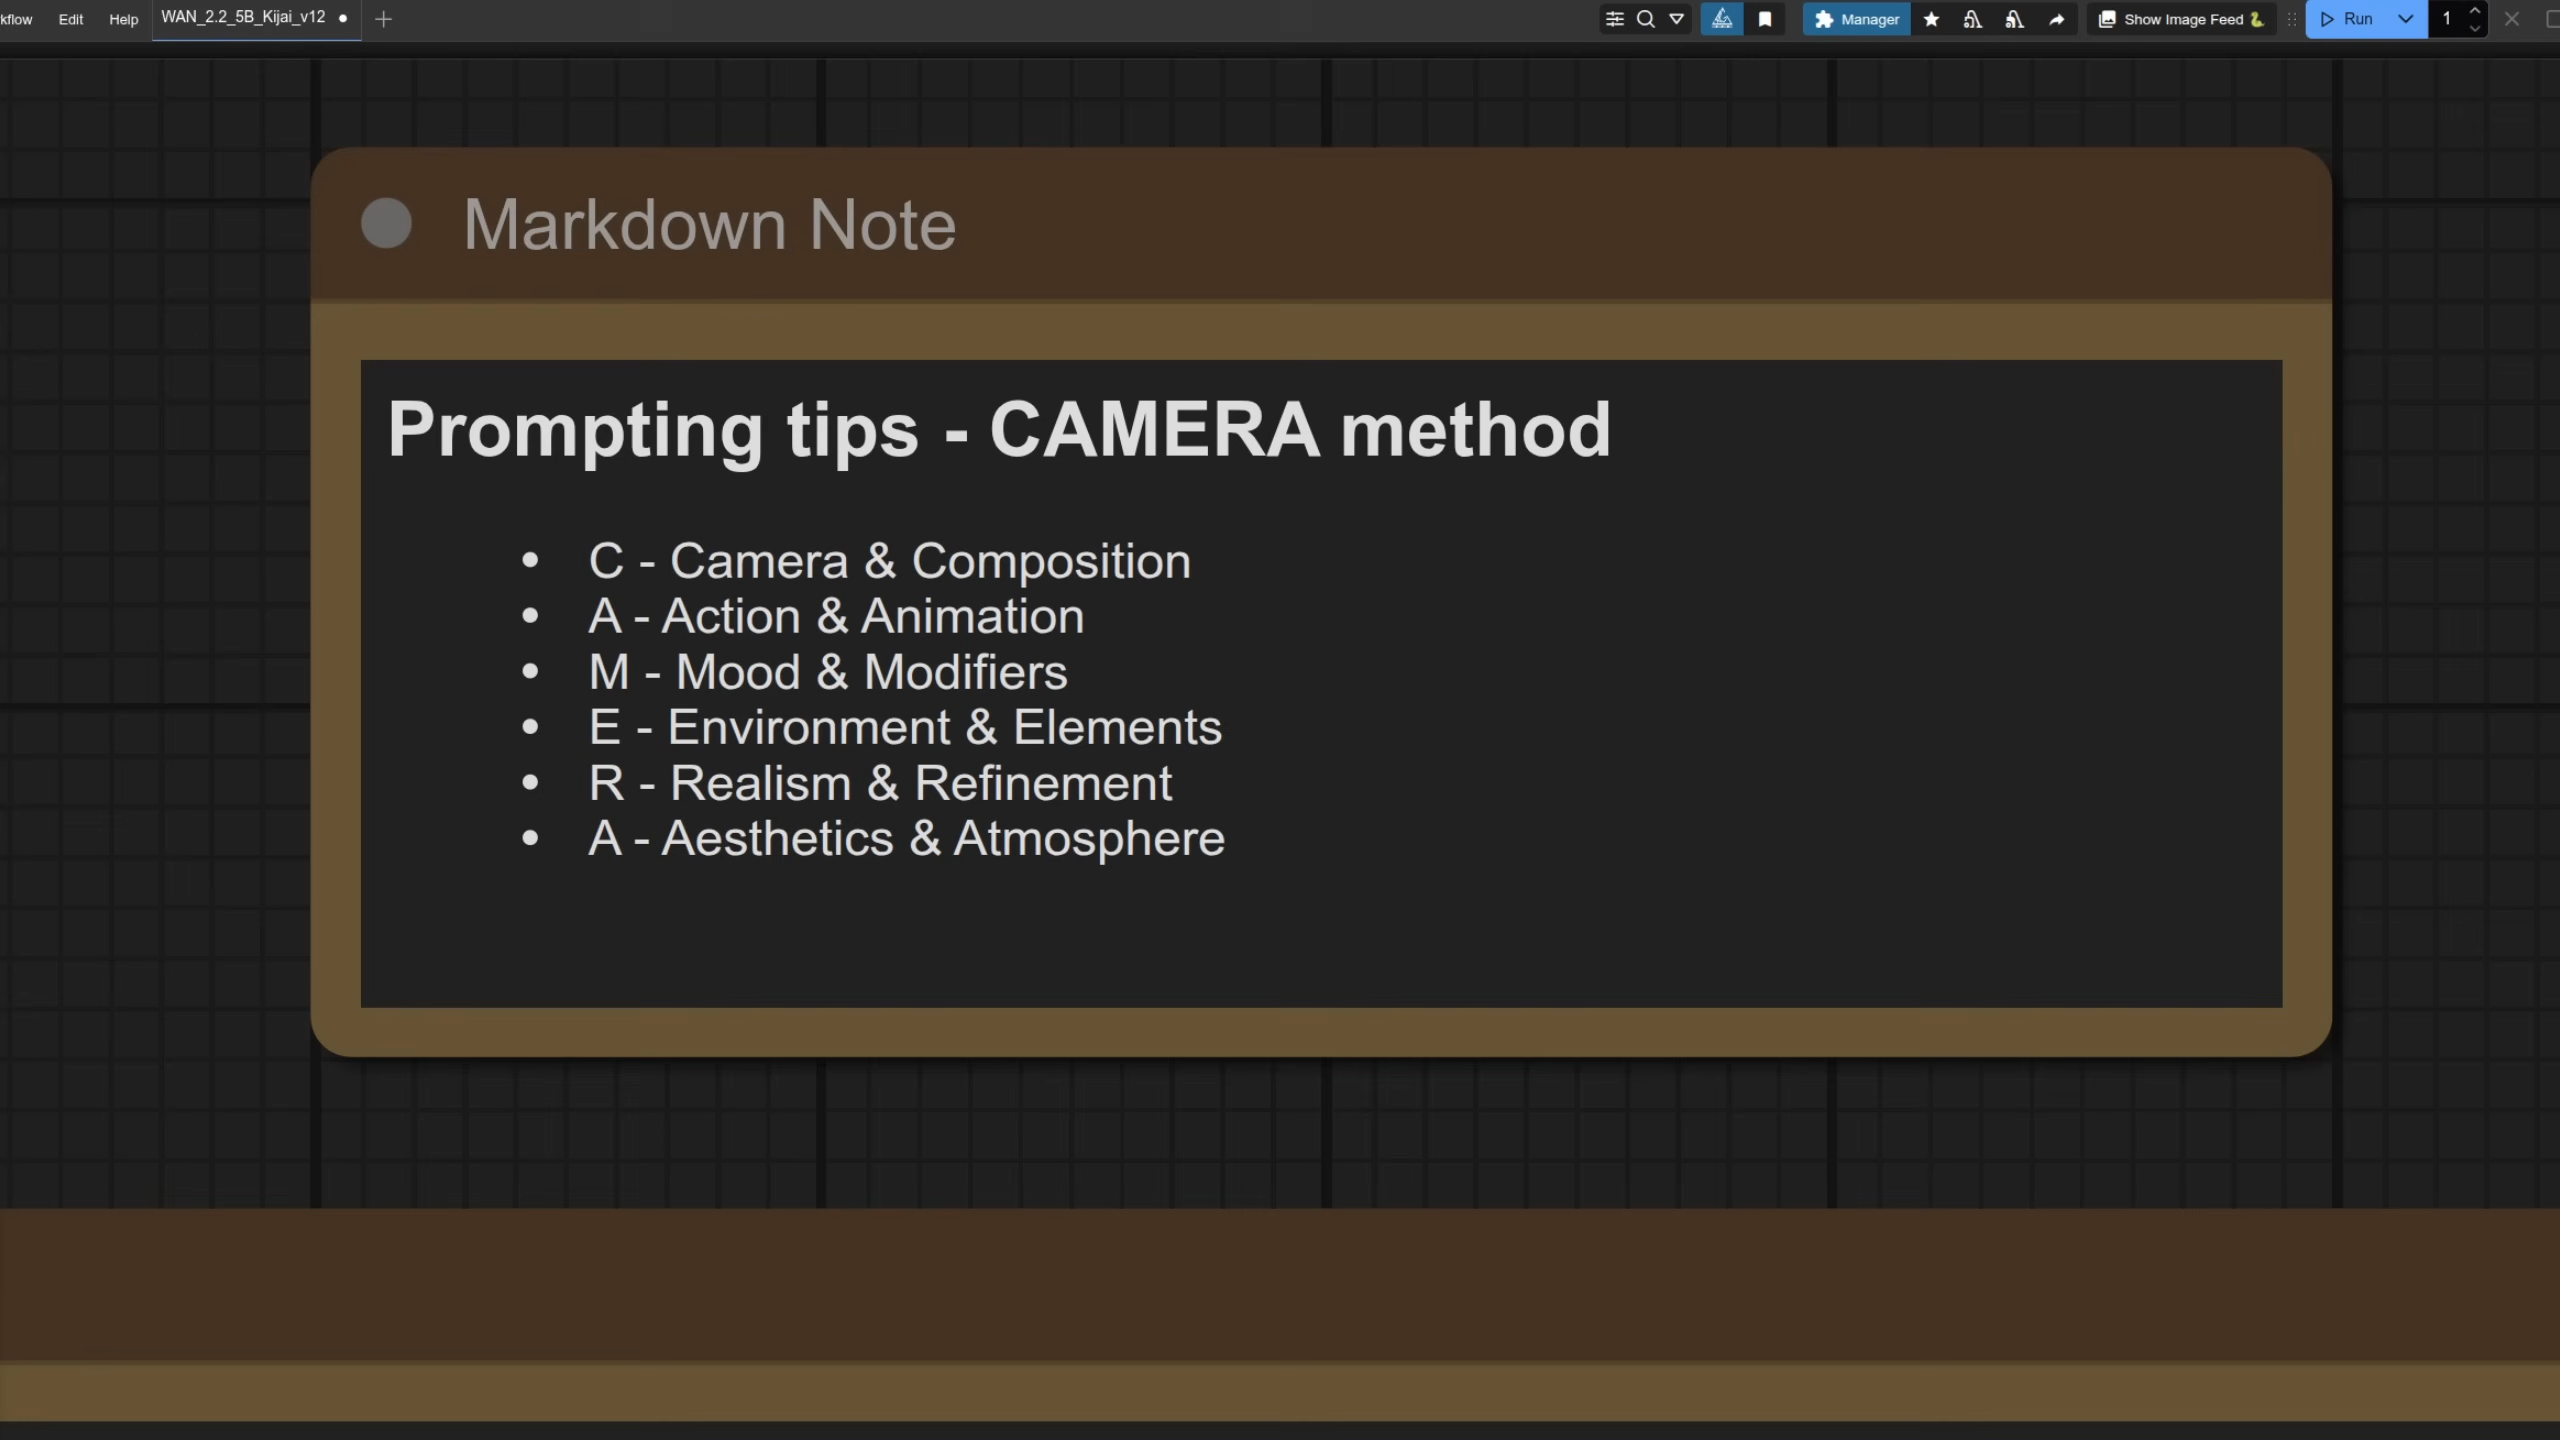 kflow Edit Help WAN_2.2_5B_Kijai_v12 Manager Show Image Feed Run 1
Markdown Note
Prompting tips - CAMERA method
• C - Camera & Composition
• A - Action & Animation
• M - Mood & Modifiers
• E - Environment & Elements
• R - Realism & Refinement
• A - Aesthetics & Atmosphere